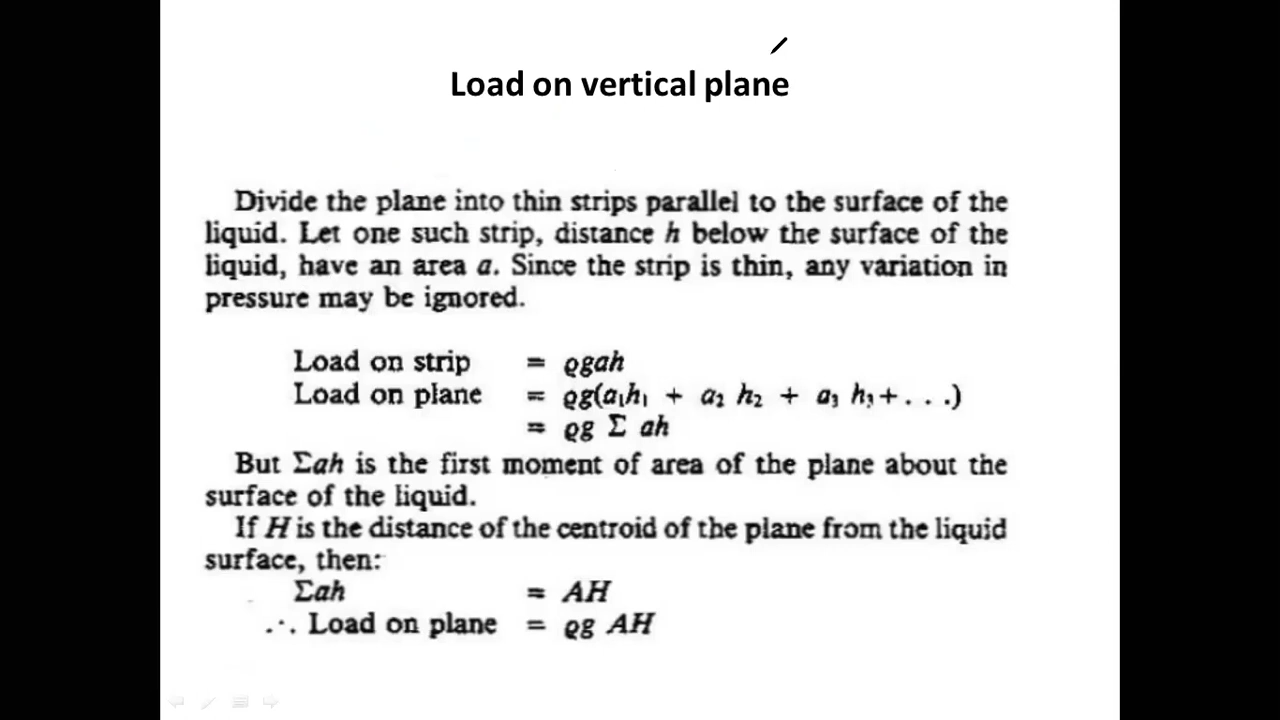 Load on vertical plane
Divide the plane into thin strips parallel to the surface of the
liquid. Let one such strip, distance h below the surface of the
liquid, have an area a. Since the strip is thin, any variation in
pressure may be ignored.
Load on strip = ϱgah
Load on plane = ϱg(a₁h₁ + a₂ h₂ + a₃ h₃+ . . .)
= ϱg Σ ah
But Σah is the first moment of area of the plane about the
surface of the liquid.
If H is the distance of the centroid of the plane from the liquid
surface, then:
Σah = AH
∴ Load on plane = ϱg AH